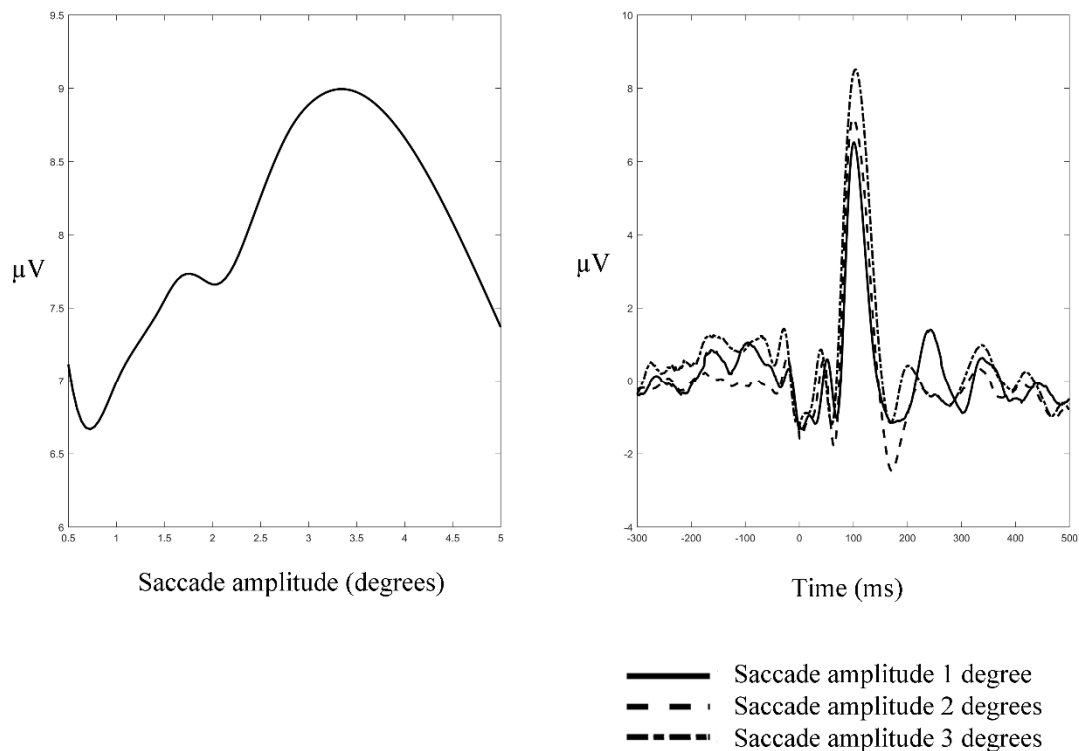 9.5
9
8.5
8
7.5
7
6.5
6
µV
0.5 1 1.5 2 2.5 3 3.5 4 4.5 5
Saccade amplitude (degrees)
10
8
6
4
2
0
-2
-4
µV
-300 -200 -100 0 100 200 300 400 500
Time (ms)
Saccade amplitude 1 degree
Saccade amplitude 2 degrees
Saccade amplitude 3 degrees